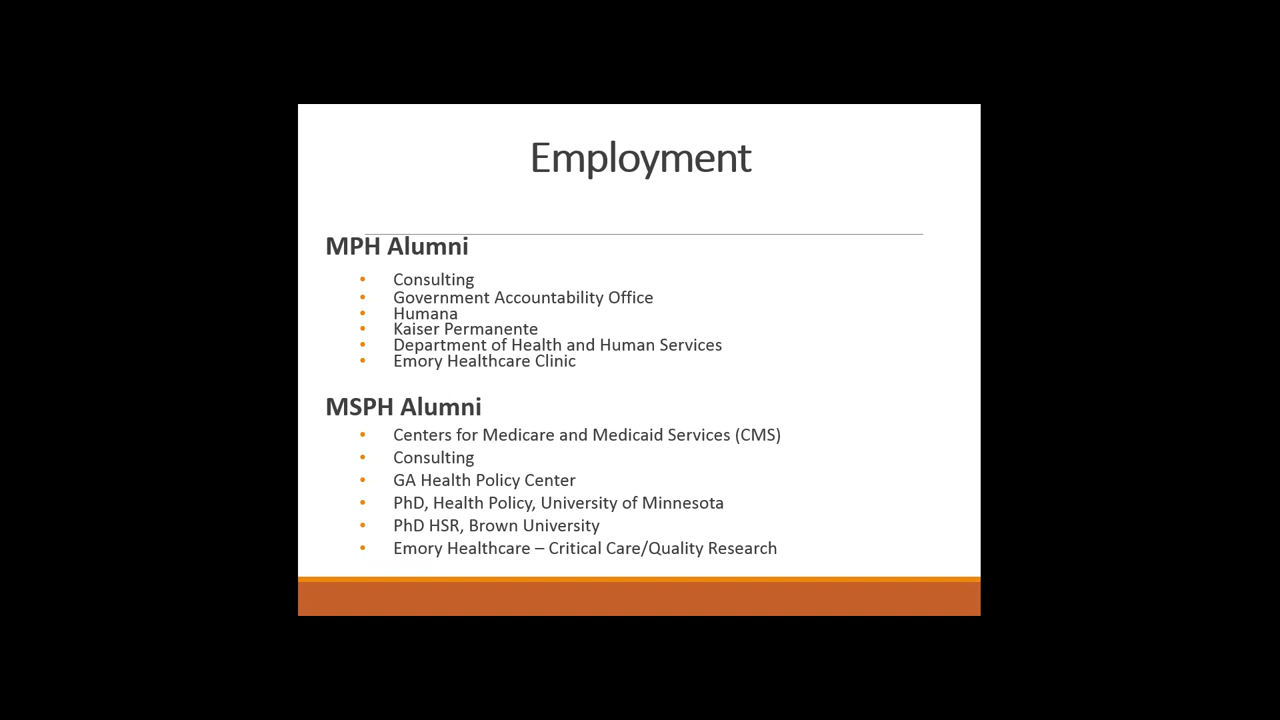 Employment
MPH Alumni
• Consulting
• Government Accountability Office
• Humana
• Kaiser Permanente
• Department of Health and Human Services
• Emory Healthcare Clinic
MSPH Alumni
• Centers for Medicare and Medicaid Services (CMS)
• Consulting
• GA Health Policy Center
• PhD, Health Policy, University of Minnesota
• PhD HSR, Brown University
• Emory Healthcare – Critical Care/Quality Research